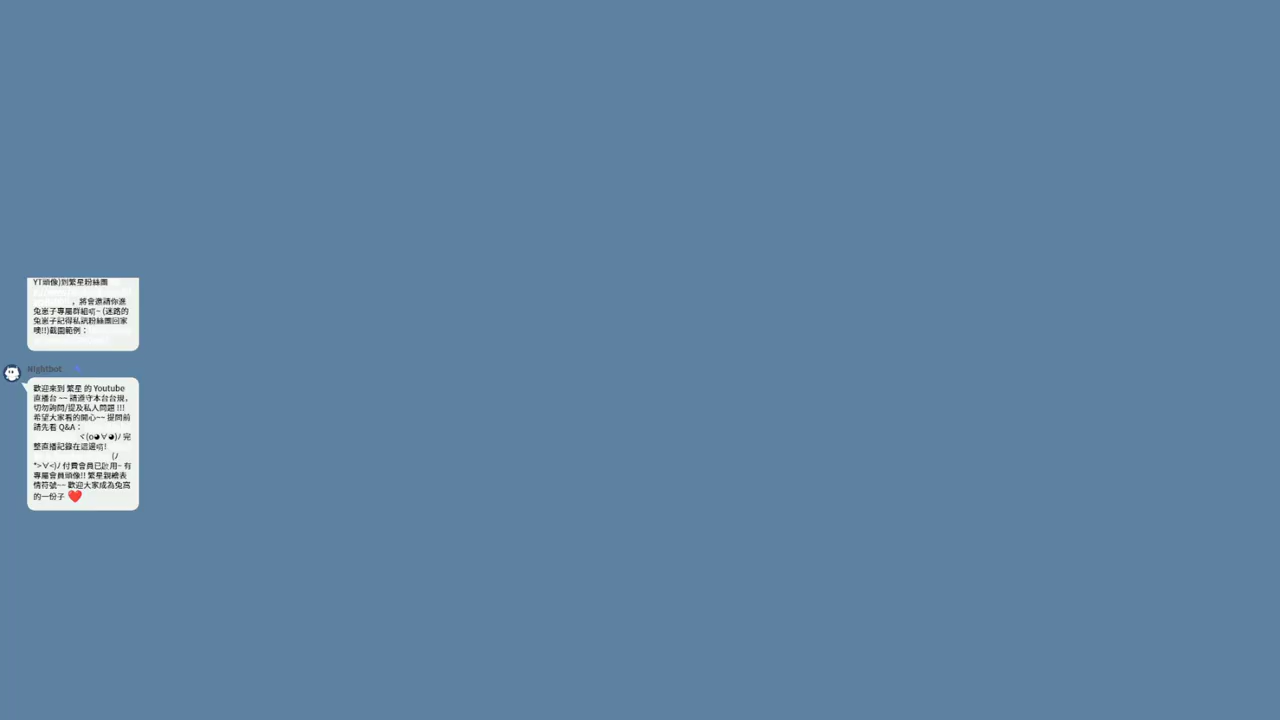 YT頭像)到繁星粉絲團
，將會邀請你進
兔崽子專屬群組唷~ (迷路的
兔崽子記得私訊粉絲團回家
噢!!)截圖範例：
Nightbot
歡迎來到 繁星 的 Youtube
直播台 ~~ 請遵守本台台規，
切勿詢問/提及私人問題 !!!
希望大家看的開心~~ 提問前
請先看 Q&A：
ヾ(o◕∀◕)ﾉ 完
整直播記錄在這邊唷!
(ﾉ
*>∀<)ﾉ 付費會員已啟用~ 有
專屬會員頭像!! 繁星親繪表
情符號~~ 歡迎大家成為兔窩
的一份子 ❤️